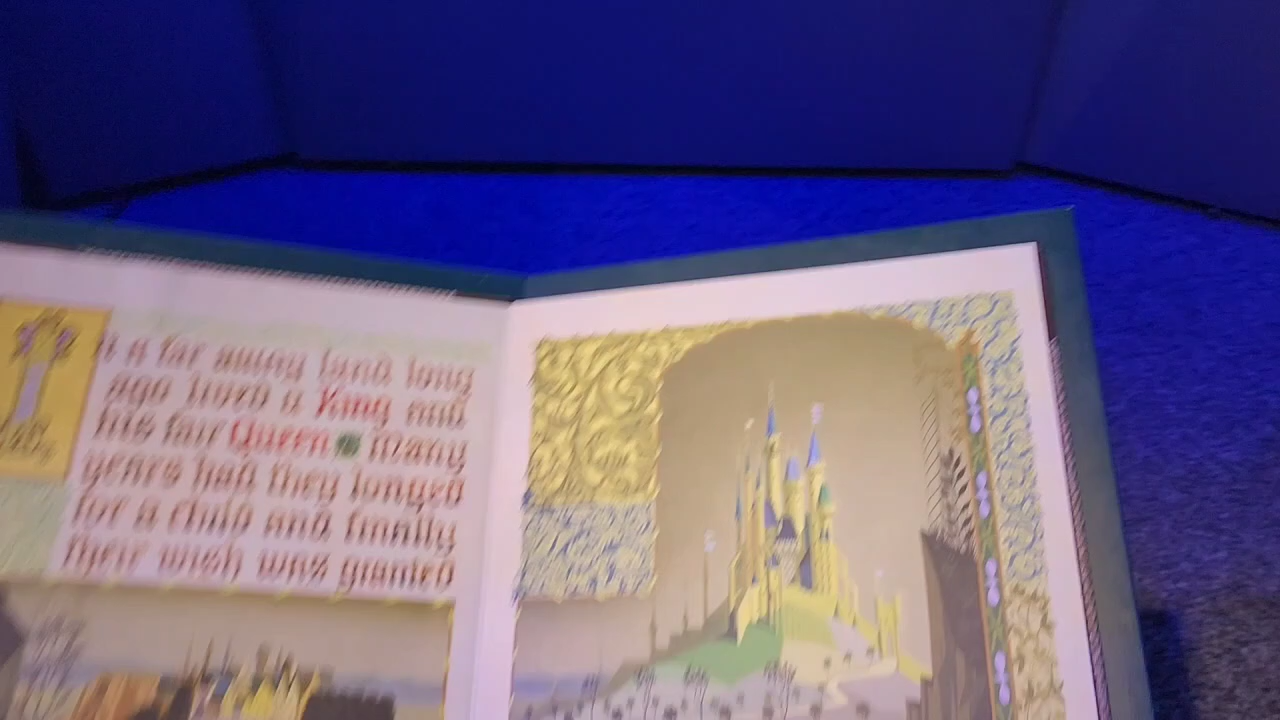 n a far away land long
ago lived a King and
his fair Queen many
years had they longed
for a child and finally
their wish was granted